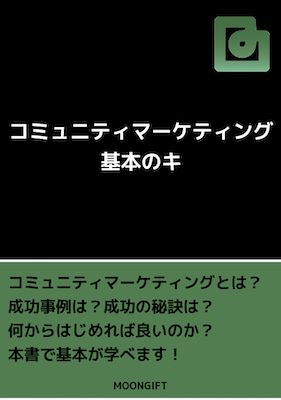 コミュニティマーケティング
基本のキ
コミュニティマーケティングとは？
成功事例は？成功の秘訣は？
何からはじめれば良いのか？
本書で基本が学べます！
MOONGIFT